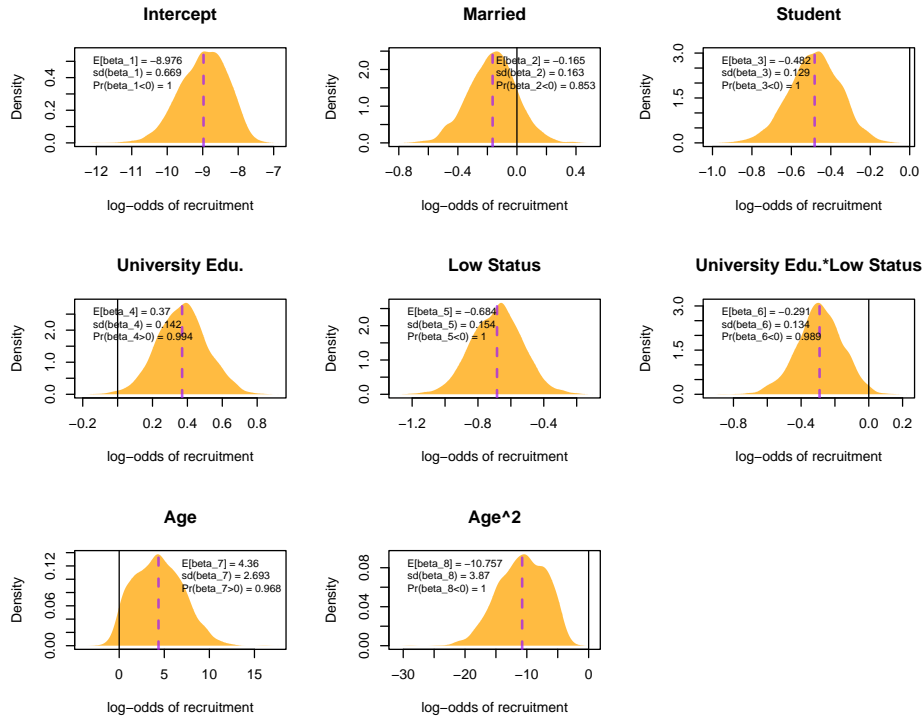 Intercept
E[beta_1] = −8.976
sd(beta_1) = 0.669
Pr(beta_1<0) = 1
Density
0.0 0.2 0.4
−12 −11 −10 −9 −8 −7
log−odds of recruitment
Married
E[beta_2] = −0.165
sd(beta_2) = 0.163
Pr(beta_2<0) = 0.853
Density
0.0 1.0 2.0
−0.8 −0.4 0.0 0.4
log−odds of recruitment
Student
E[beta_3] = −0.482
sd(beta_3) = 0.129
Pr(beta_3<0) = 1
Density
0.0 1.5 3.0
−1.0 −0.8 −0.6 −0.4 −0.2 0.0
log−odds of recruitment
University Edu.
E[beta_4] = 0.37
sd(beta_4) = 0.142
Pr(beta_4>0) = 0.994
Density
0.0 1.0 2.0
−0.2 0.2 0.4 0.6 0.8
log−odds of recruitment
Low Status
E[beta_5] = −0.684
sd(beta_5) = 0.154
Pr(beta_5<0) = 1
Density
0.0 1.0 2.0
−1.2 −0.8 −0.4
log−odds of recruitment
University Edu.*Low Status
E[beta_6] = −0.291
sd(beta_6) = 0.134
Pr(beta_6<0) = 0.989
Density
0.0 1.5 3.0
−0.8 −0.4 0.0 0.2
log−odds of recruitment
Age
E[beta_7] = 4.36
sd(beta_7) = 2.693
Pr(beta_7>0) = 0.968
Density
0.00 0.06 0.12
0 5 10 15
log−odds of recruitment
Age^2
E[beta_8] = −10.757
sd(beta_8) = 3.87
Pr(beta_8<0) = 1
Density
0.00 0.04 0.08
−30 −20 −10 0
log−odds of recruitment